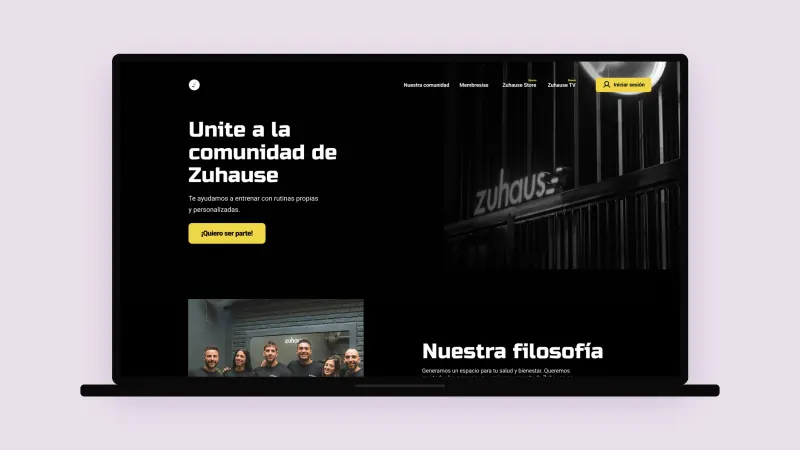 Nuestra comunidad
Membresías
Zuhause Store
Zuhause TV
Iniciar sesión
Unite a la
comunidad de
Zuhause
Te ayudamos a entrenar con rutinas propias
y personalizadas.
¡Quiero ser parte!
zuhause
zuhau
Nuestra filosofía
Generamos un espacio para tu salud y bienestar. Queremos